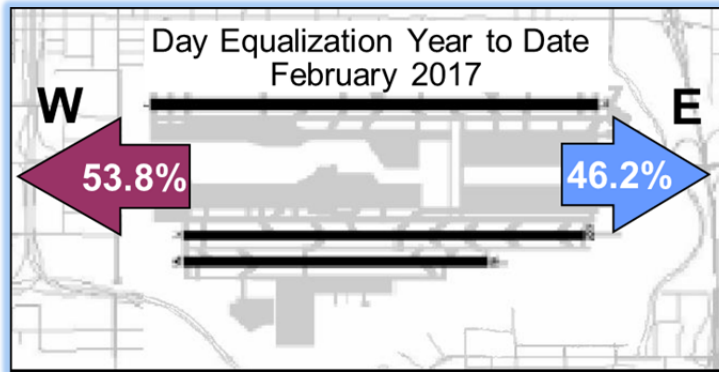 Day Equalization Year to Date
February 2017
W
E
53.8%
46.2%